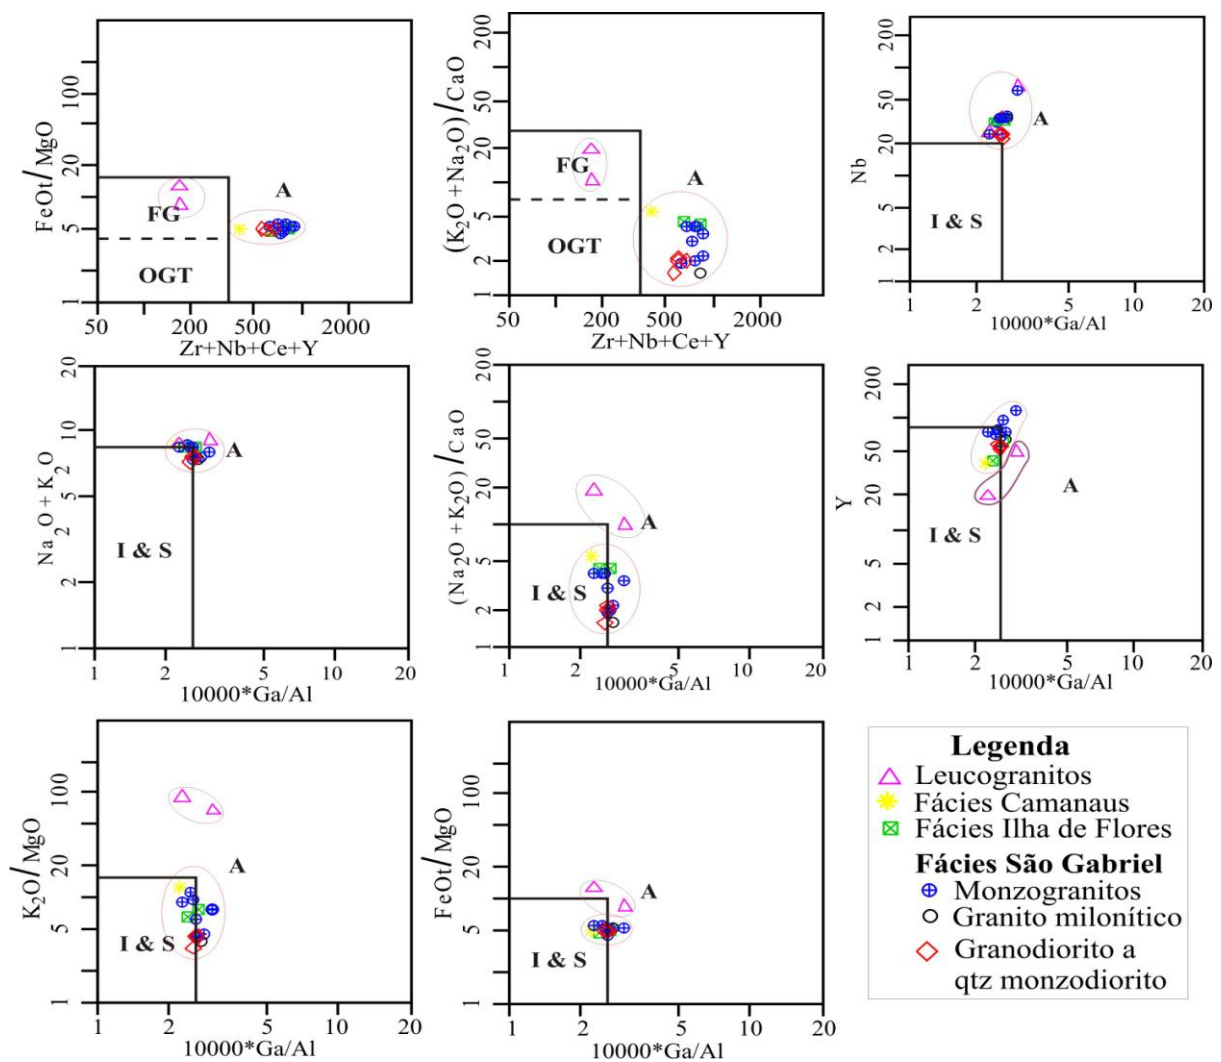 FeOt/MgO
100
20
5
1
FG
A
OGT
50
200
500
2000
Zr+Nb+Ce+Y
(K₂O + Na₂O)/CaO
200
50
20
5
2
1
FG
A
OGT
50
500
2000
Zr+Nb+Ce+Y
Nb
200
50
20
5
2
1
A
I & S
1
2
5
10
20
10000*Ga/Al
Na₂O + K₂O
20
10
5
2
1
A
I & S
1
2
5
10
20
10000*Ga/Al
(Na₂O + K₂O)/CaO
200
50
20
5
2
1
A
I & S
1
2
5
10
20
10000*Ga/Al
Y
200
50
20
5
2
1
A
I & S
1
2
5
10
20
10000*Ga/Al
K₂O/MgO
100
20
5
1
A
I & S
1
2
5
10
20
10000*Ga/Al
FeOt/MgO
100
20
5
1
A
I & S
1
2
5
10
20
10000*Ga/Al
Legenda
Leucogranitos
Fácies Camanaus
Fácies Ilha de Flores
Fácies São Gabriel
Monzogranitos
Granito milonítico
Granodiorito a
qtz monzodiorito